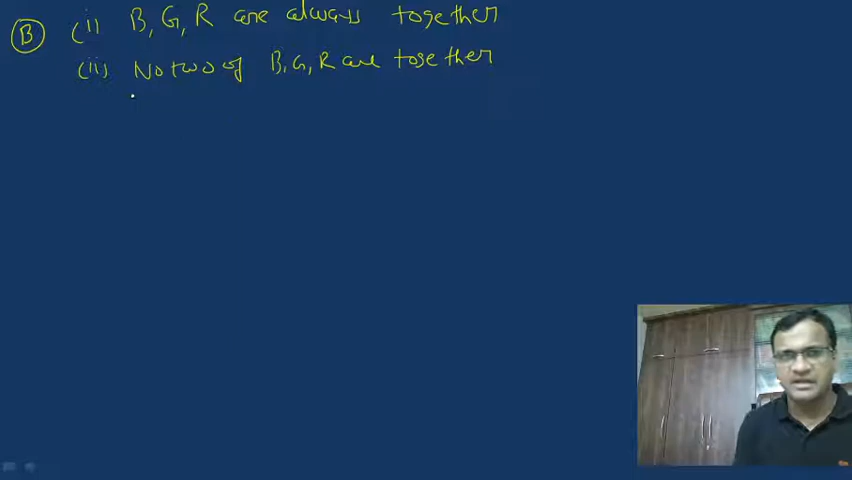 B (i) B, G, R are always together
(ii) No two of B, G, R are together